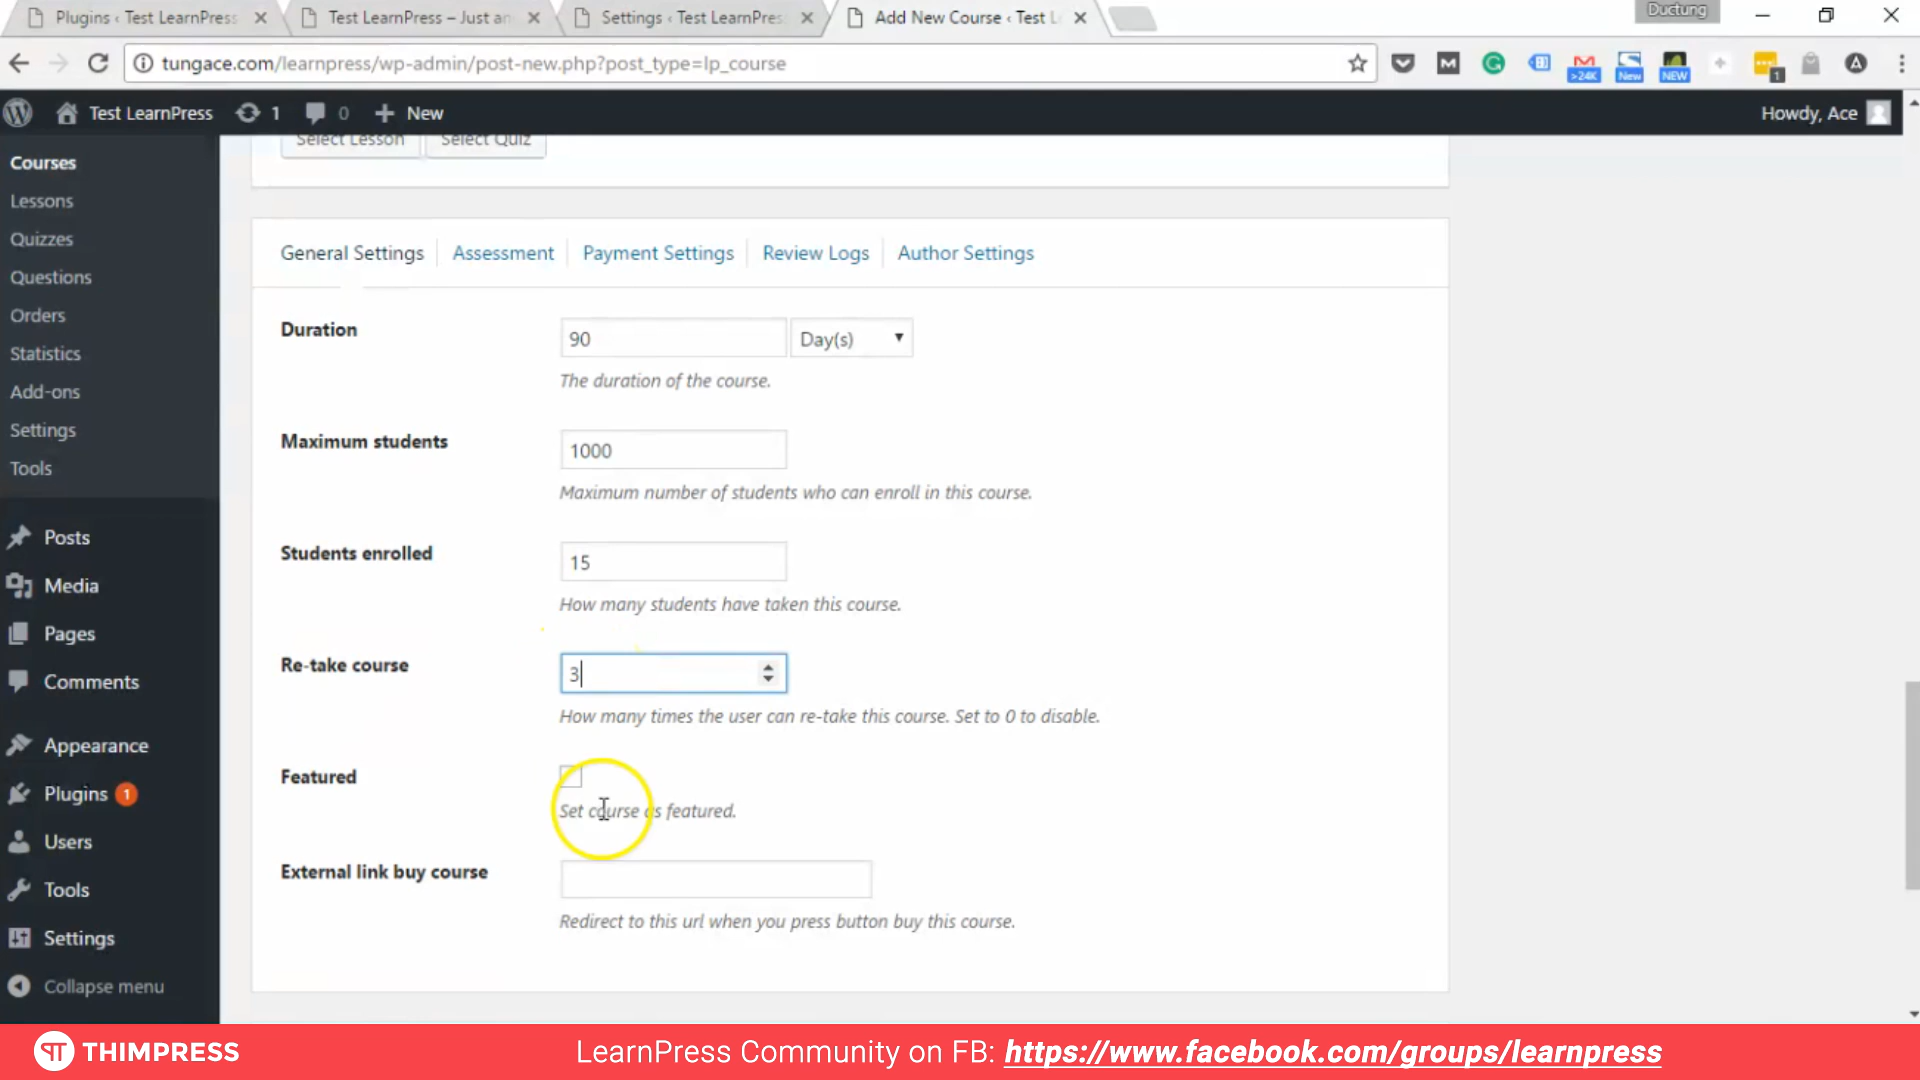 Plugins ‹ Test LearnPress
Test LearnPress – Just an
Settings ‹ Test LearnPress
Add New Course ‹ Test L
Ductung
tungace.com/learnpress/wp-admin/post-new.php?post_type=lp_course
>24K
New
NEW
1
Test LearnPress
1
0
New
Howdy, Ace
Courses
Lessons
Quizzes
Questions
Orders
Statistics
Add-ons
Settings
Tools
Posts
Media
Pages
Comments
Appearance
Plugins 1
Users
Tools
Settings
Collapse menu
Select Lesson
Select Quiz
General Settings
Assessment
Payment Settings
Review Logs
Author Settings
Duration
90
Day(s)
The duration of the course.
Maximum students
1000
Maximum number of students who can enroll in this course.
Students enrolled
15
How many students have taken this course.
Re-take course
3
How many times the user can re-take this course. Set to 0 to disable.
Featured
Set course as featured.
External link buy course
Redirect to this url when you press button buy this course.
THIMPRESS
LearnPress Community on FB: https://www.facebook.com/groups/learnpress